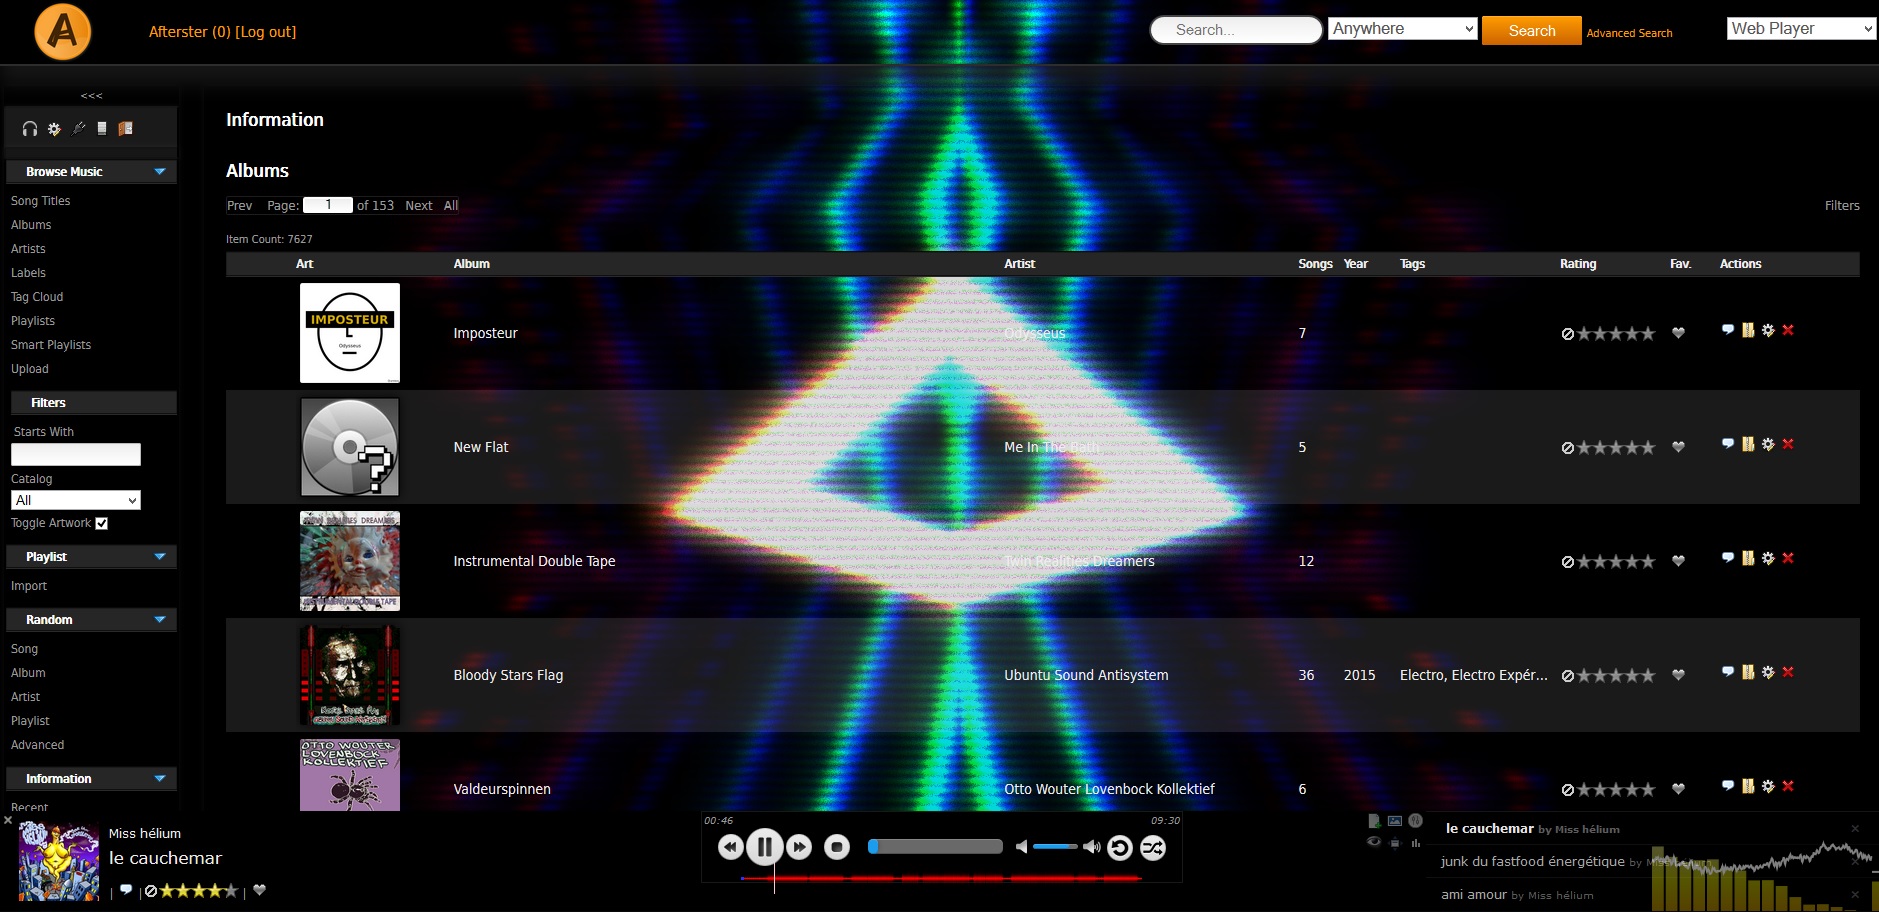 Afterster (0) [Log out]
Search...
Anywhere
Search
Advanced Search
Web Player
<<<
Browse Music
Song Titles
Albums
Artists
Labels
Tag Cloud
Playlists
Smart Playlists
Upload
Filters
Starts With
Catalog
All
Toggle Artwork
Playlist
Import
Random
Song
Album
Artist
Playlist
Advanced
Information
Recent
Information
Albums
Prev Page: 1 of 153 Next All
Filters
Item Count: 7627
Art Album Artist Songs Year Tags Rating Fav. Actions
IMPOSTEUR
Odysseus
Imposteur Odysseus 7
New Flat Me In The 5
Instrumental Double Tape Twin Realities Dreamers 12
Bloody Stars Flag Ubuntu Sound Antisystem 36 2015 Electro, Electro Expér...
OTTO WOUTER
LOVENBOCK
KOLLEKTIEF
Valdeurspinnen Otto Wouter Lovenbock Kollektief 6
Miss hélium
le cauchemar
00:46
09:30
le cauchemar by Miss hélium
junk du fastfood énergétique by Miss hélium
ami amour by Miss hélium